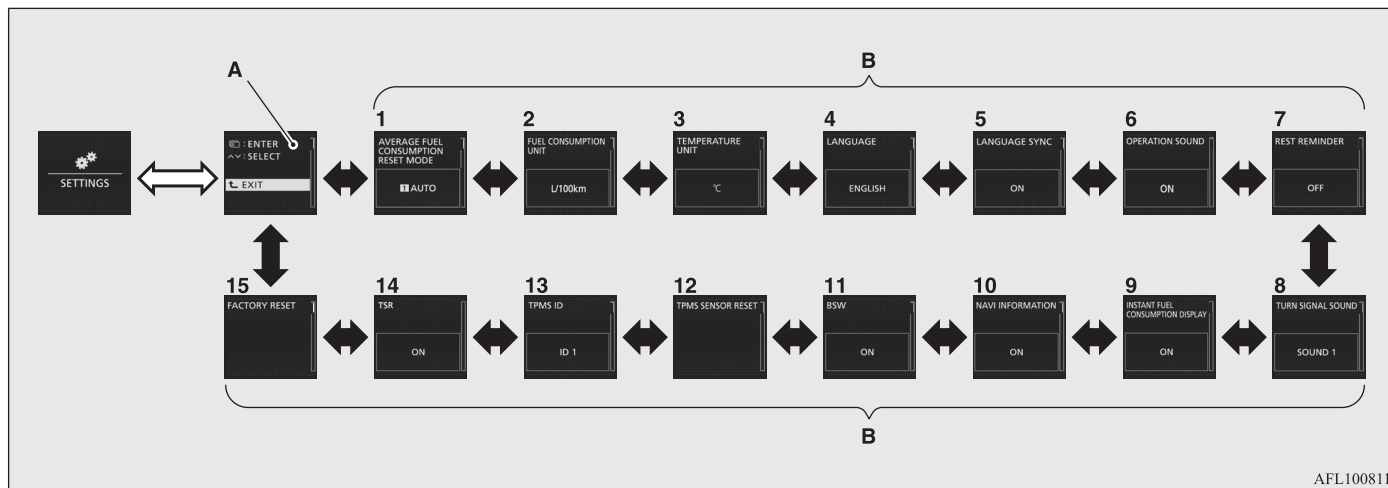 B
A
1
2
3
4
5
6
7
SETTINGS
: ENTER
: SELECT
EXIT
AVERAGE FUEL
CONSUMPTION
RESET MODE
1 AUTO
FUEL CONSUMPTION
UNIT
L/100km
TEMPERATURE
UNIT
℃
LANGUAGE
ENGLISH
LANGUAGE SYNC
ON
OPERATION SOUND
ON
REST REMINDER
OFF
15
14
13
12
11
10
9
8
FACTORY RESET
TSR
ON
TPMS ID
ID 1
TPMS SENSOR RESET
BSW
ON
NAVI INFORMATION
ON
INSTANT FUEL
CONSUMPTION DISPLAY
ON
TURN SIGNAL SOUND
SOUND 1
B
AFL100811